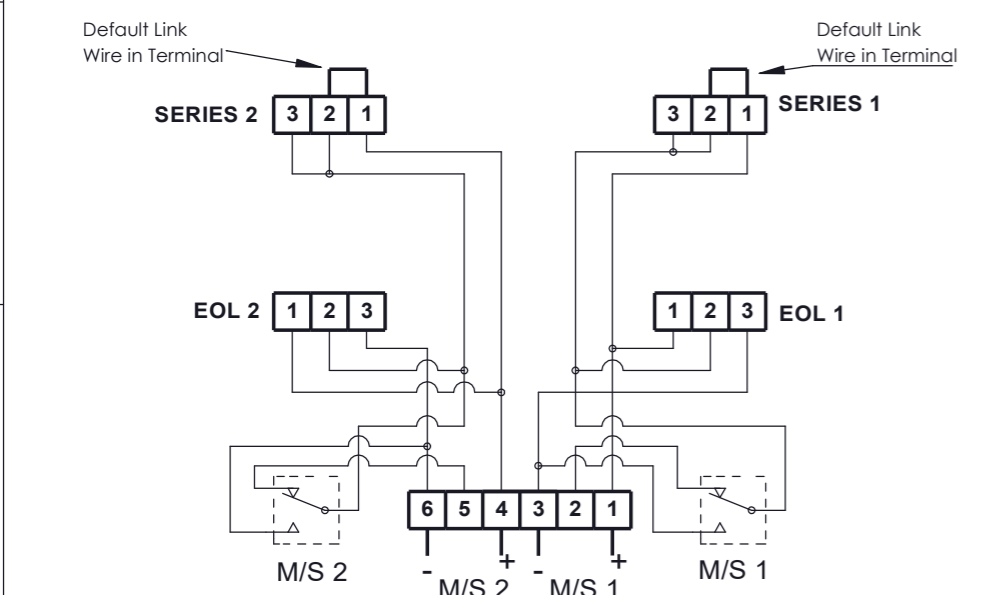 Default Link
Wire in Terminal
Default Link
Wire in Terminal
SERIES 2
3 2 1
3 2 1
SERIES 1
EOL 2
1 2 3
1 2 3
EOL 1
6 5 4 3 2 1
M/S 2
- + - +
M/S 1
M/S 2 M/S 1